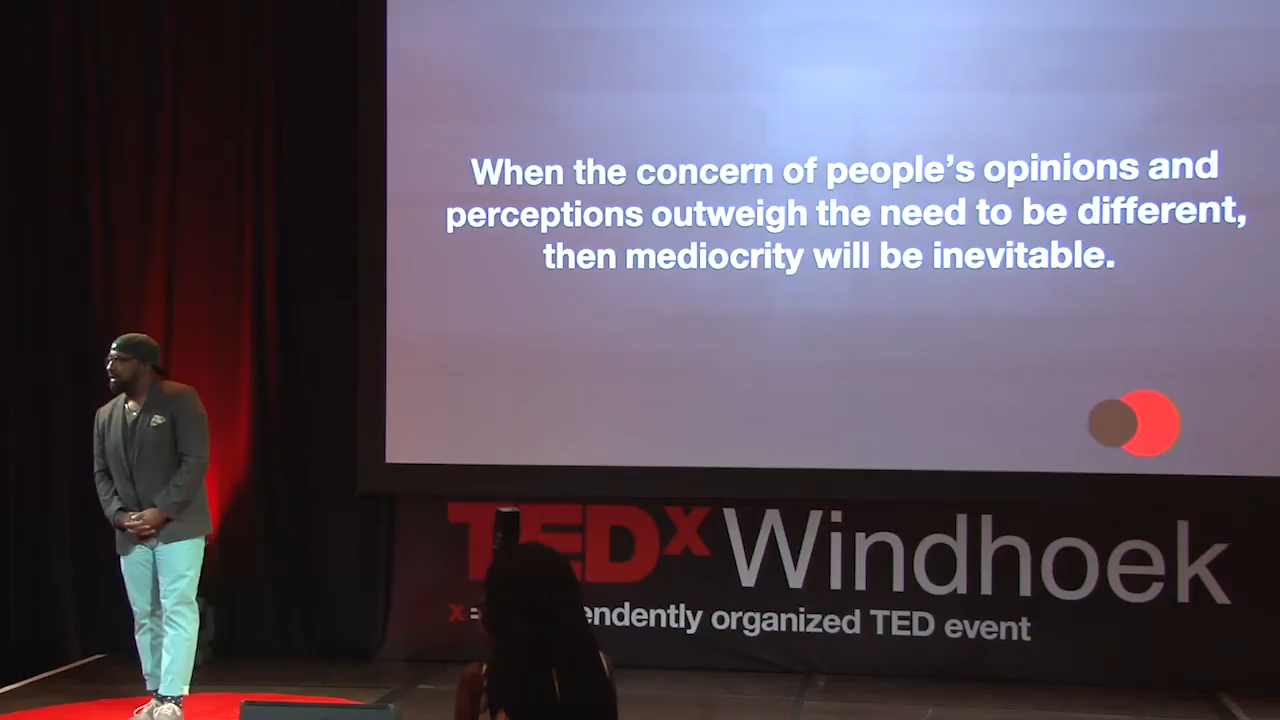 When the concern of people's opinions and
perceptions outweigh the need to be different,
then mediocrity will be inevitable.
TEDx Windhoek
x = endently organized TED event